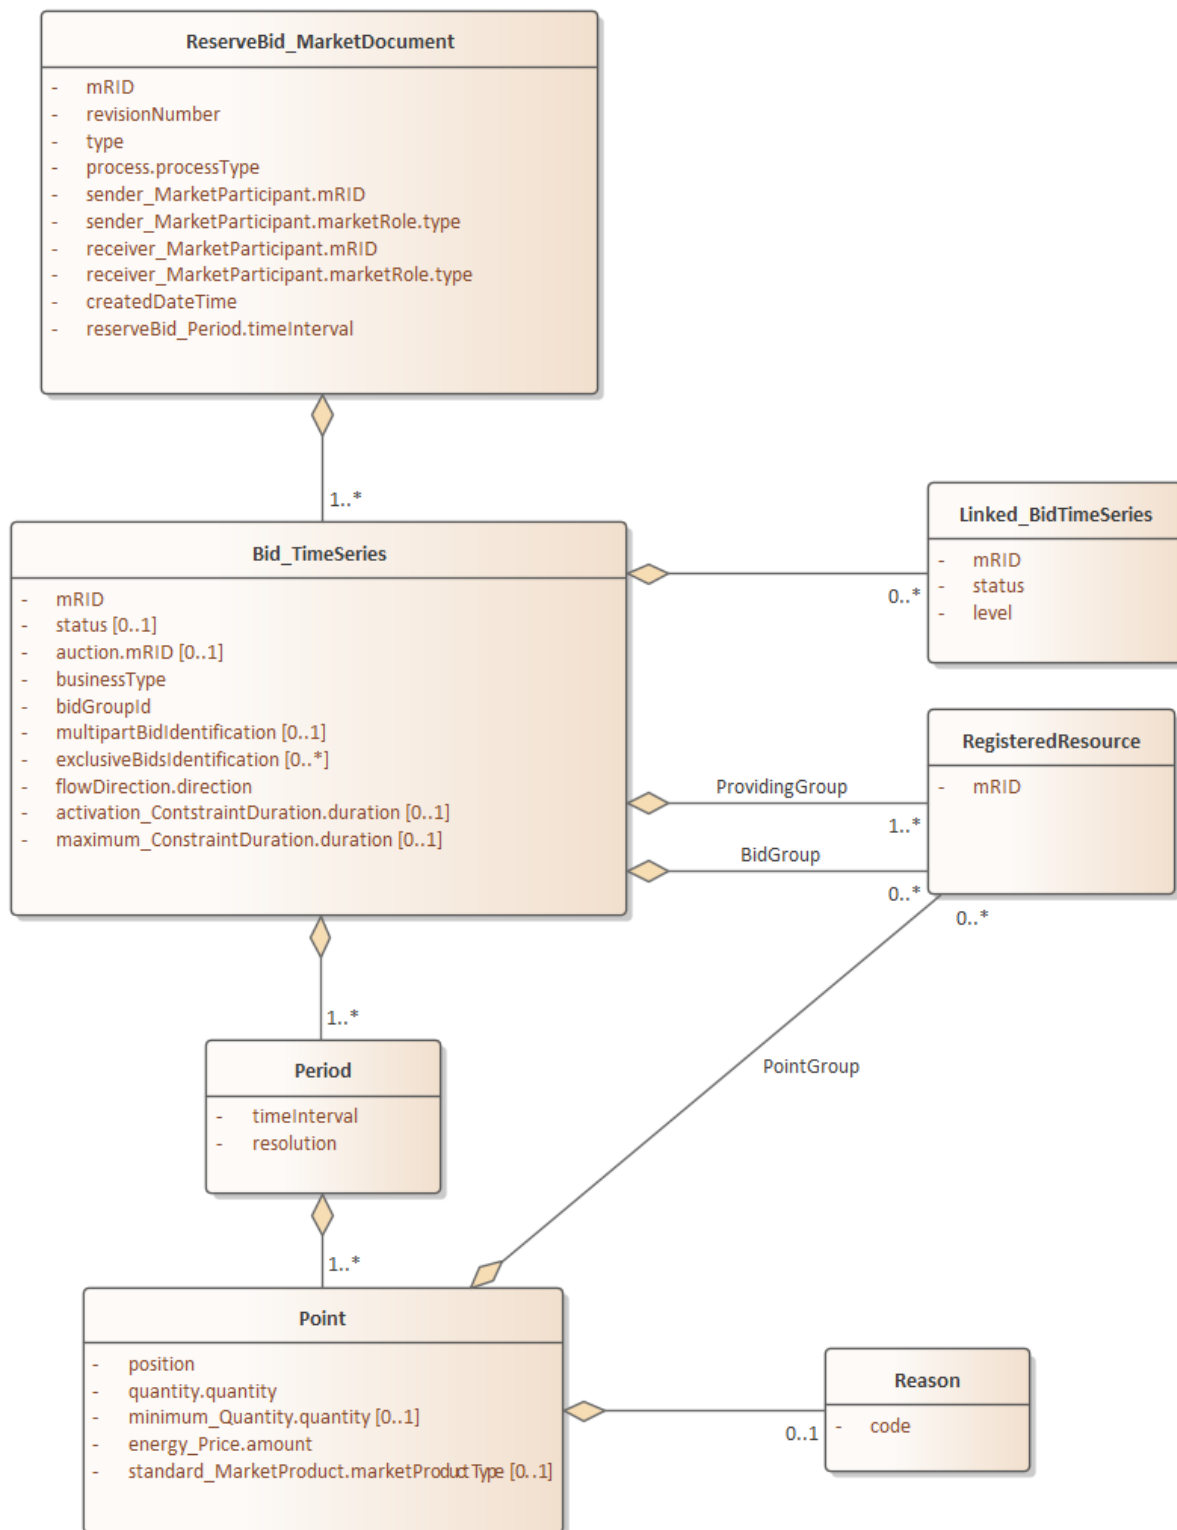 ReserveBid_MarketDocument
- mRID
- revisionNumber
- type
- process.processType
- sender_MarketParticipant.mRID
- sender_MarketParticipant.marketRole.type
- receiver_MarketParticipant.mRID
- receiver_MarketParticipant.marketRole.type
- createdDateTime
- reserveBid_Period.timeInterval
1..*
Bid_TimeSeries
- mRID
- status [0..1]
- auction.mRID [0..1]
- businessType
- bidGroupId
- multipartBidIdentification [0..1]
- exclusiveBidsIdentification [0..*]
- flowDirection.direction
- activation_ContstraintDuration.duration [0..1]
- maximum_ConstraintDuration.duration [0..1]
0..*
Linked_BidTimeSeries
- mRID
- status
- level
ProvidingGroup
1..*
BidGroup
0..*
RegisteredResource
- mRID
0..*
1..*
Period
- timeInterval
- resolution
PointGroup
1..*
Point
- position
- quantity.quantity
- minimum_Quantity.quantity [0..1]
- energy_Price.amount
- standard_MarketProduct.marketProductType [0..1]
0..1
Reason
- code